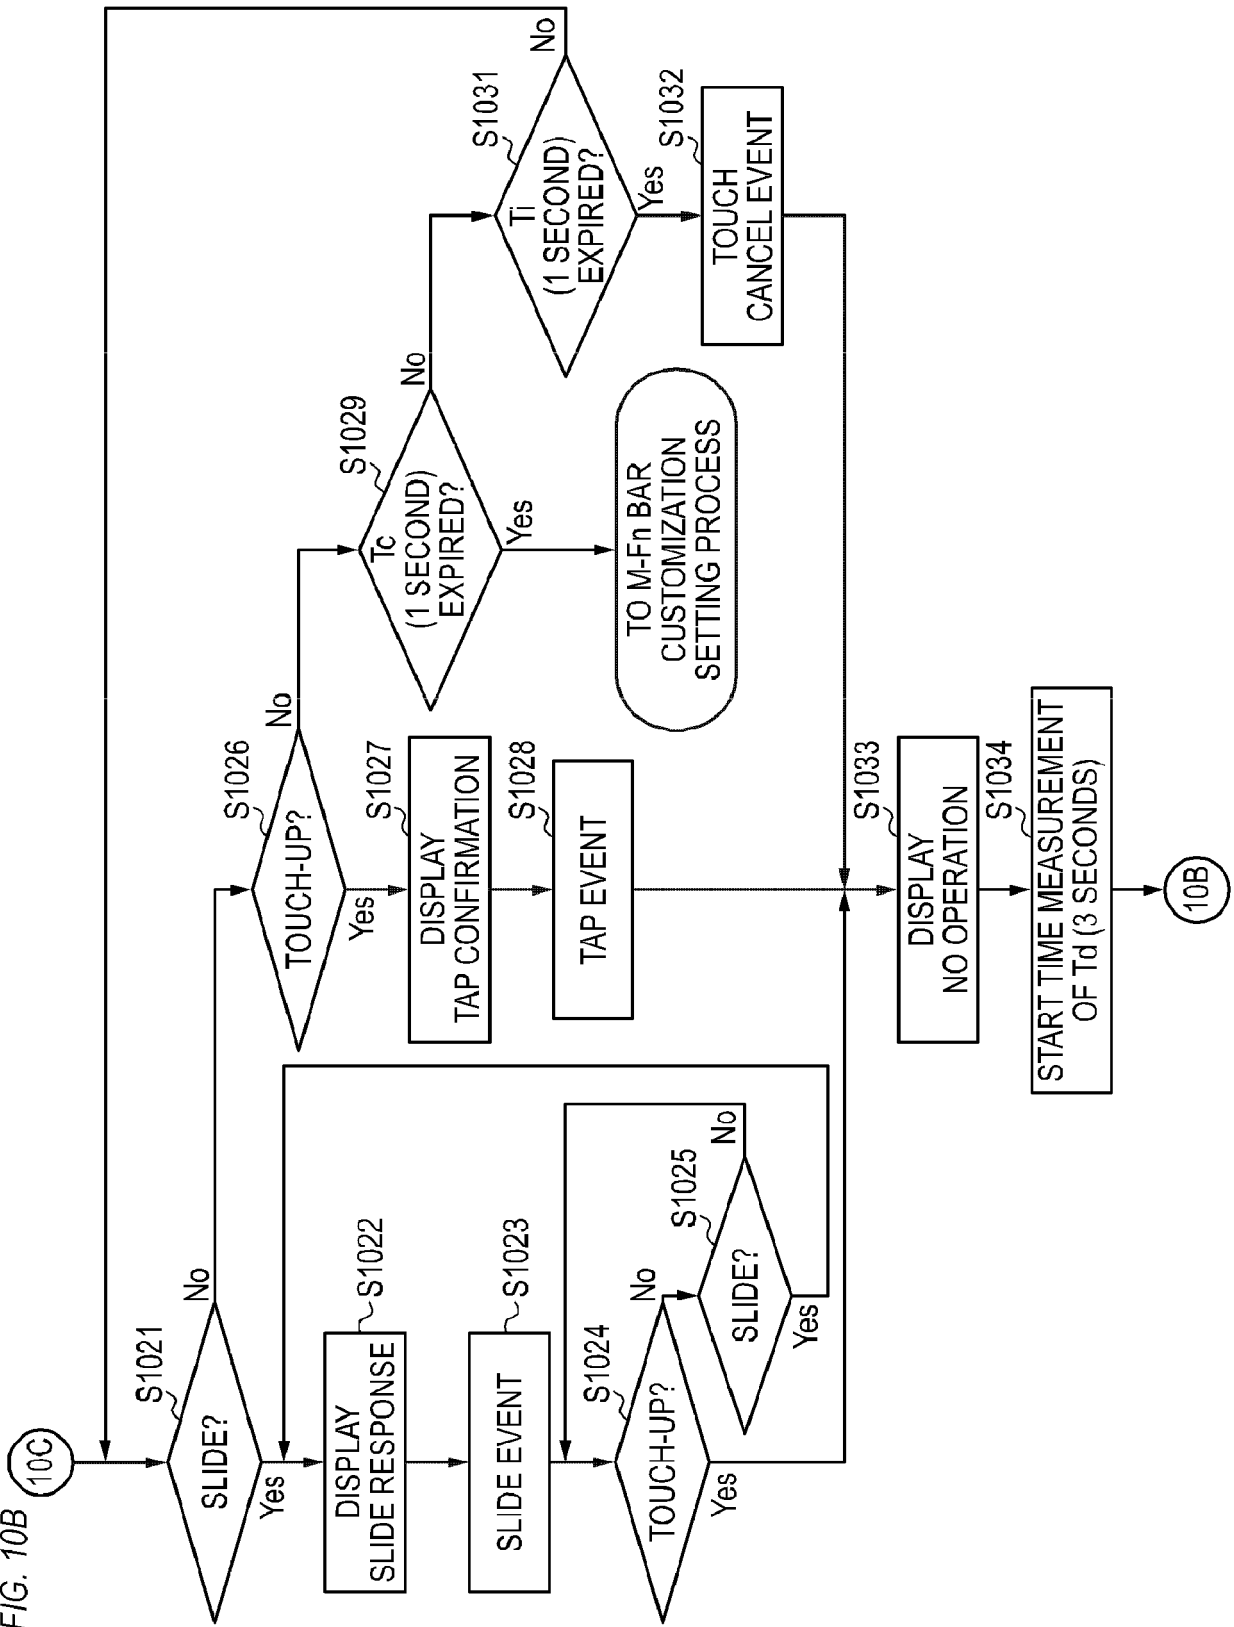 FIG. 10B
10C
S1021
SLIDE?
No
Yes
S1022
DISPLAY
SLIDE RESPONSE
S1023
SLIDE EVENT
S1024
TOUCH-UP?
No
Yes
S1025
SLIDE?
No
Yes
S1026
TOUCH-UP?
No
Yes
S1027
DISPLAY
TAP CONFIRMATION
S1028
TAP EVENT
S1029
Tc
(1 SECOND)
EXPIRED?
No
Yes
TO M-Fn BAR
CUSTOMIZATION
SETTING PROCESS
S1031
Ti
(1 SECOND)
EXPIRED?
No
Yes
S1032
TOUCH
CANCEL EVENT
S1033
DISPLAY
NO OPERATION
S1034
START TIME MEASUREMENT
OF Td (3 SECONDS)
10B